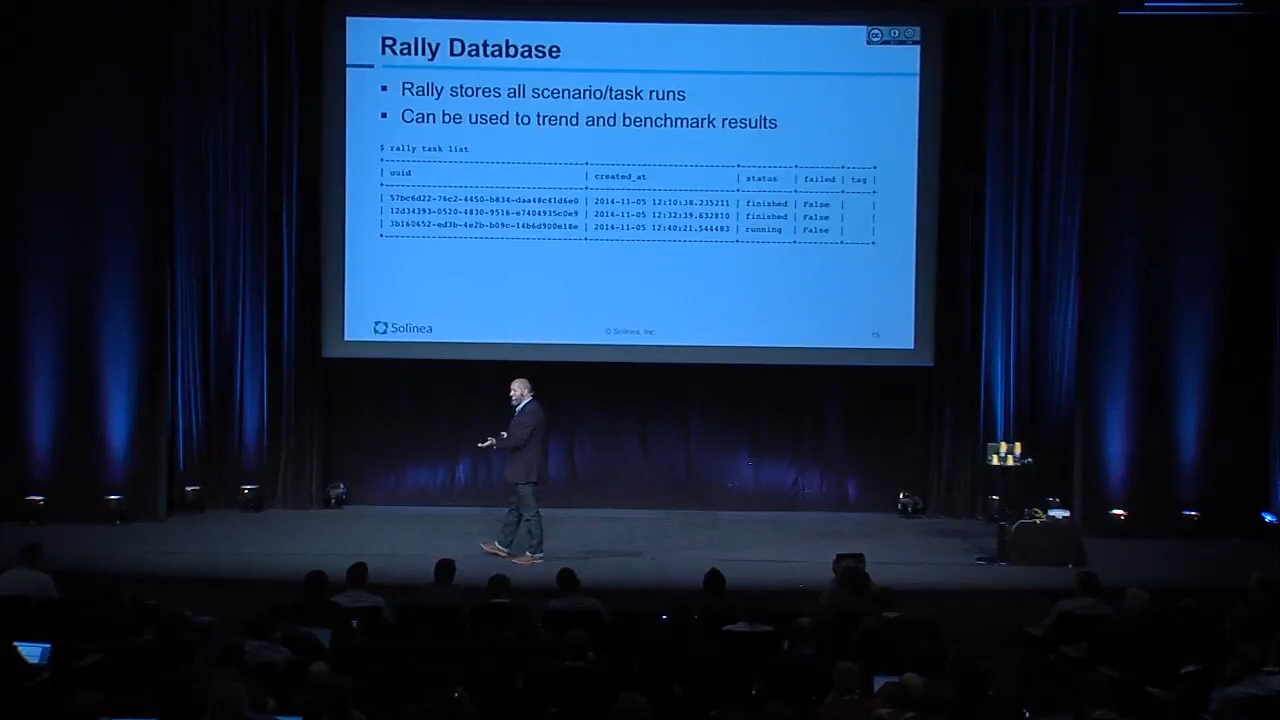 Rally Database
▪ Rally stores all scenario/task runs
▪ Can be used to trend and benchmark results
$ rally task list
| uuid | created_at | status | failed | tag |
| 57bc6d22-76c2-4450-b834-daa48c41d6e0 | 2014-11-05 12:10:38.235211 | finished | False | |
| 12d34393-0520-4830-9516-e7404935c0e9 | 2014-11-05 12:32:39.632810 | finished | False | |
| 3b160652-ed3b-4e2b-b09c-14b6d900e18e | 2014-11-05 12:40:21.544483 | running | False | |
Solinea
© Solinea, Inc.
15